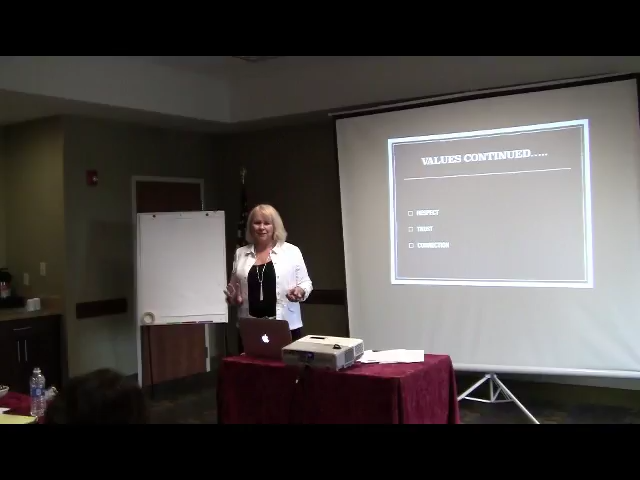 VALUES CONTINUED.....
RESPECT
TRUST
CONNECTION